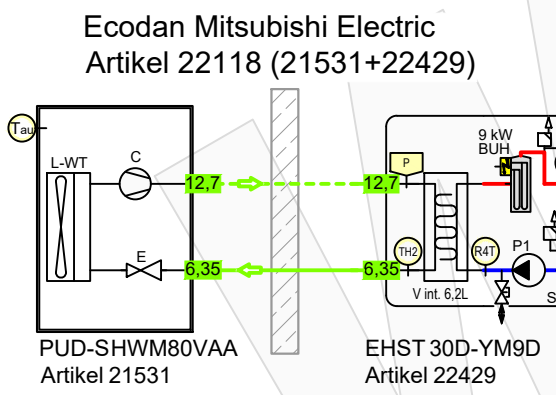 Ecodan Mitsubishi Electric
Artikel 22118 (21531+22429)
Tau
L-WT
C
E
12,7
6,35
12,7
6,35
P
9 kW
BUH
TH2
R4T
P1
V int. 6,2L
S
PUD-SHWM80VAA
Artikel 21531
EHST 30D-YM9D
Artikel 22429